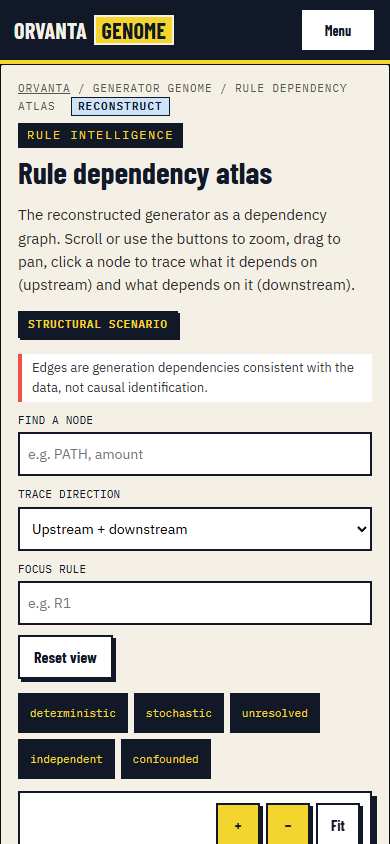 ORVANTA GENOME
Menu
ORVANTA / GENERATOR GENOME / RULE DEPENDENCY
ATLAS RECONSTRUCT
RULE INTELLIGENCE
Rule dependency atlas
The reconstructed generator as a dependency
graph. Scroll or use the buttons to zoom, drag to
pan, click a node to trace what it depends on
(upstream) and what depends on it (downstream).
STRUCTURAL SCENARIO
Edges are generation dependencies consistent with the
data, not causal identification.
FIND A NODE
e.g. PATH, amount
TRACE DIRECTION
Upstream + downstream
FOCUS RULE
e.g. R1
Reset view
deterministic stochastic unresolved
independent confounded
+ − Fit